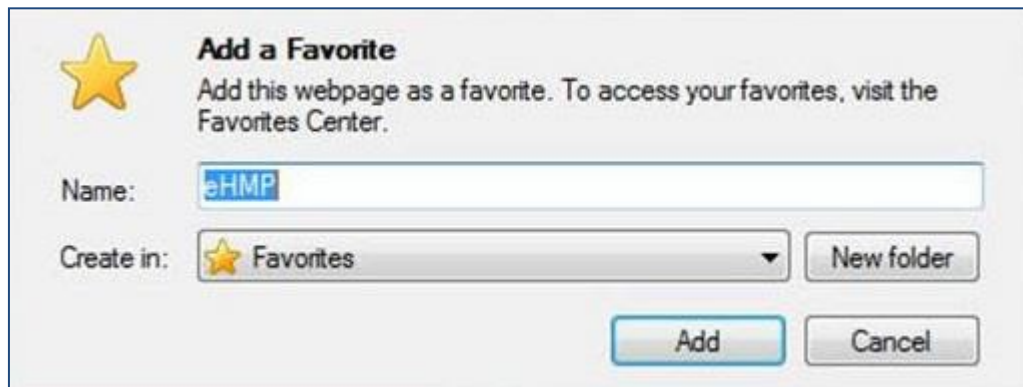 Add a Favorite
Add this webpage as a favorite. To access your favorites, visit the
Favorites Center.
Name: eHMP
Create in: Favorites New folder
Add Cancel